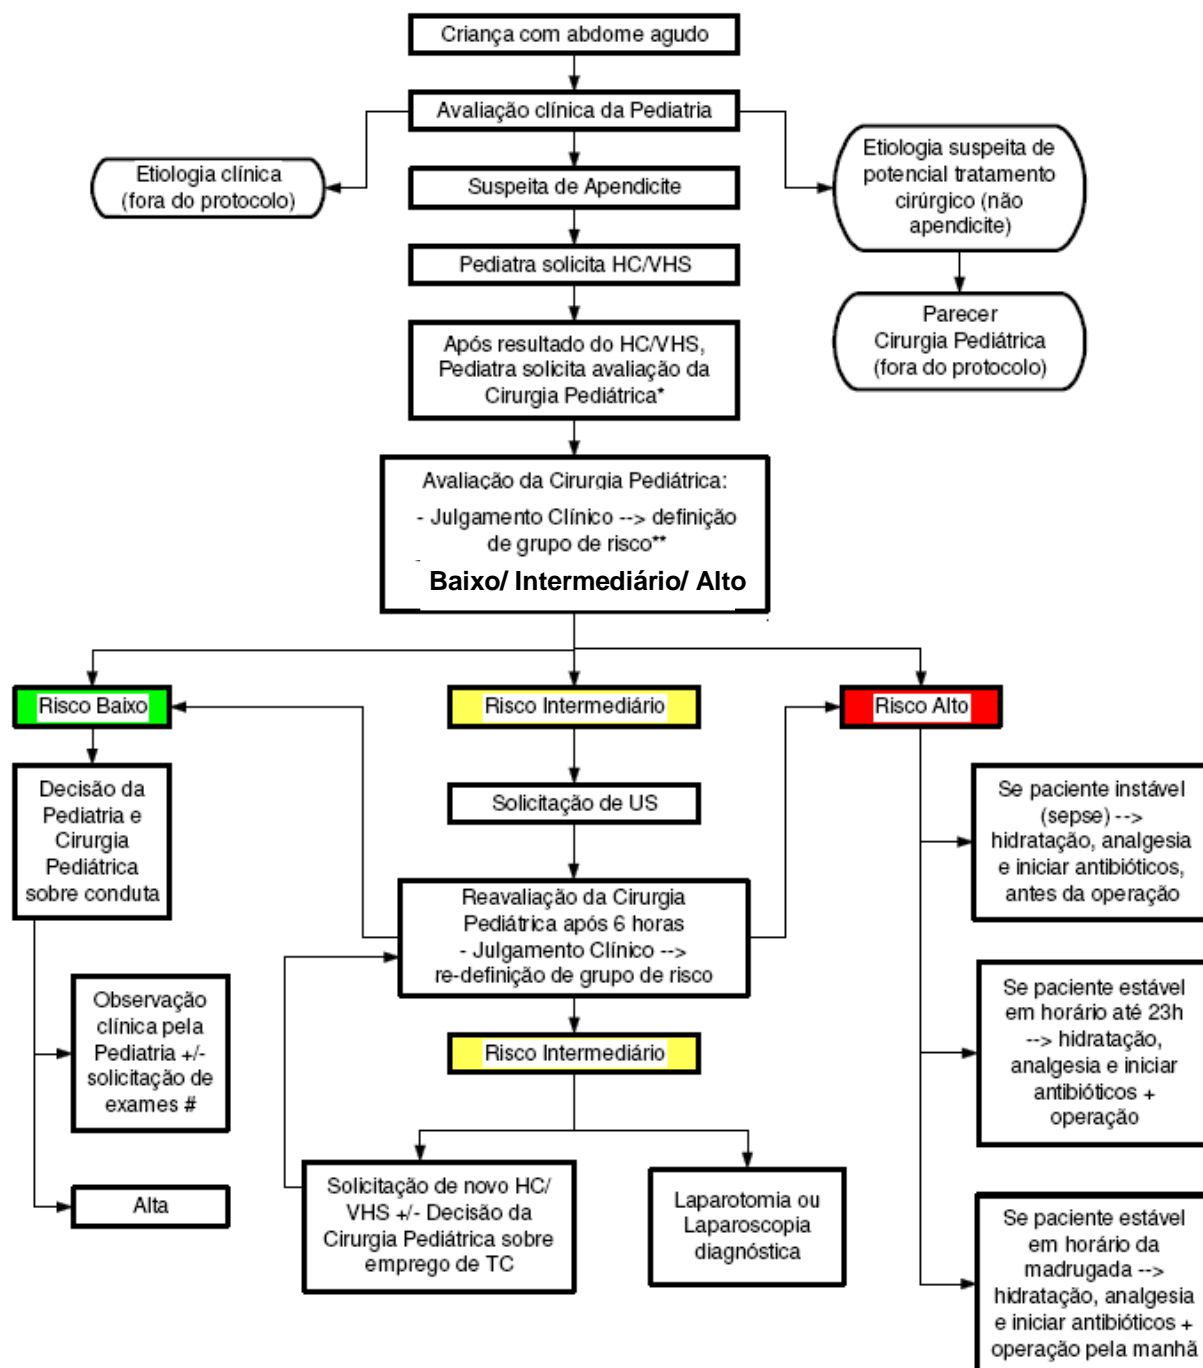 Criança com abdome agudo
Avaliação clínica da Pediatria
Etiologia clínica
(fora do protocolo)
Suspeita de Apendicite
Etiologia suspeita de
potencial tratamento
cirúrgico (não
apendicite)
Pediatra solicita HC/VHS
Parecer
Cirurgia Pediátrica
(fora do protocolo)
Após resultado do HC/VHS,
Pediatra solicita avaliação da
Cirurgia Pediátrica*
Avaliação da Cirurgia Pediátrica:
- Julgamento Clínico --> definição
de grupo de risco**
Baixo/ Intermediário/ Alto
Risco Baixo
Risco Intermediário
Risco Alto
Decisão da
Pediatria e
Cirurgia
Pediátrica
sobre conduta
Solicitação de US
Se paciente instável
(sepse) -->
hidratação, analgesia
e iniciar antibióticos,
antes da operação
Reavaliação da Cirurgia
Pediátrica após 6 horas
- Julgamento Clínico -->
re-definição de grupo de risco
Observação
clínica pela
Pediatria +/-
solicitação de
exames #
Risco Intermediário
Se paciente estável
em horário até 23h
--> hidratação,
analgesia e iniciar
antibióticos +
operação
Alta
Solicitação de novo HC/
VHS +/- Decisão da
Cirurgia Pediátrica sobre
emprego de TC
Laparotomia ou
Laparoscopia
diagnóstica
Se paciente estável
em horário da
madrugada -->
hidratação, analgesia
e iniciar antibióticos +
operação pela manhã